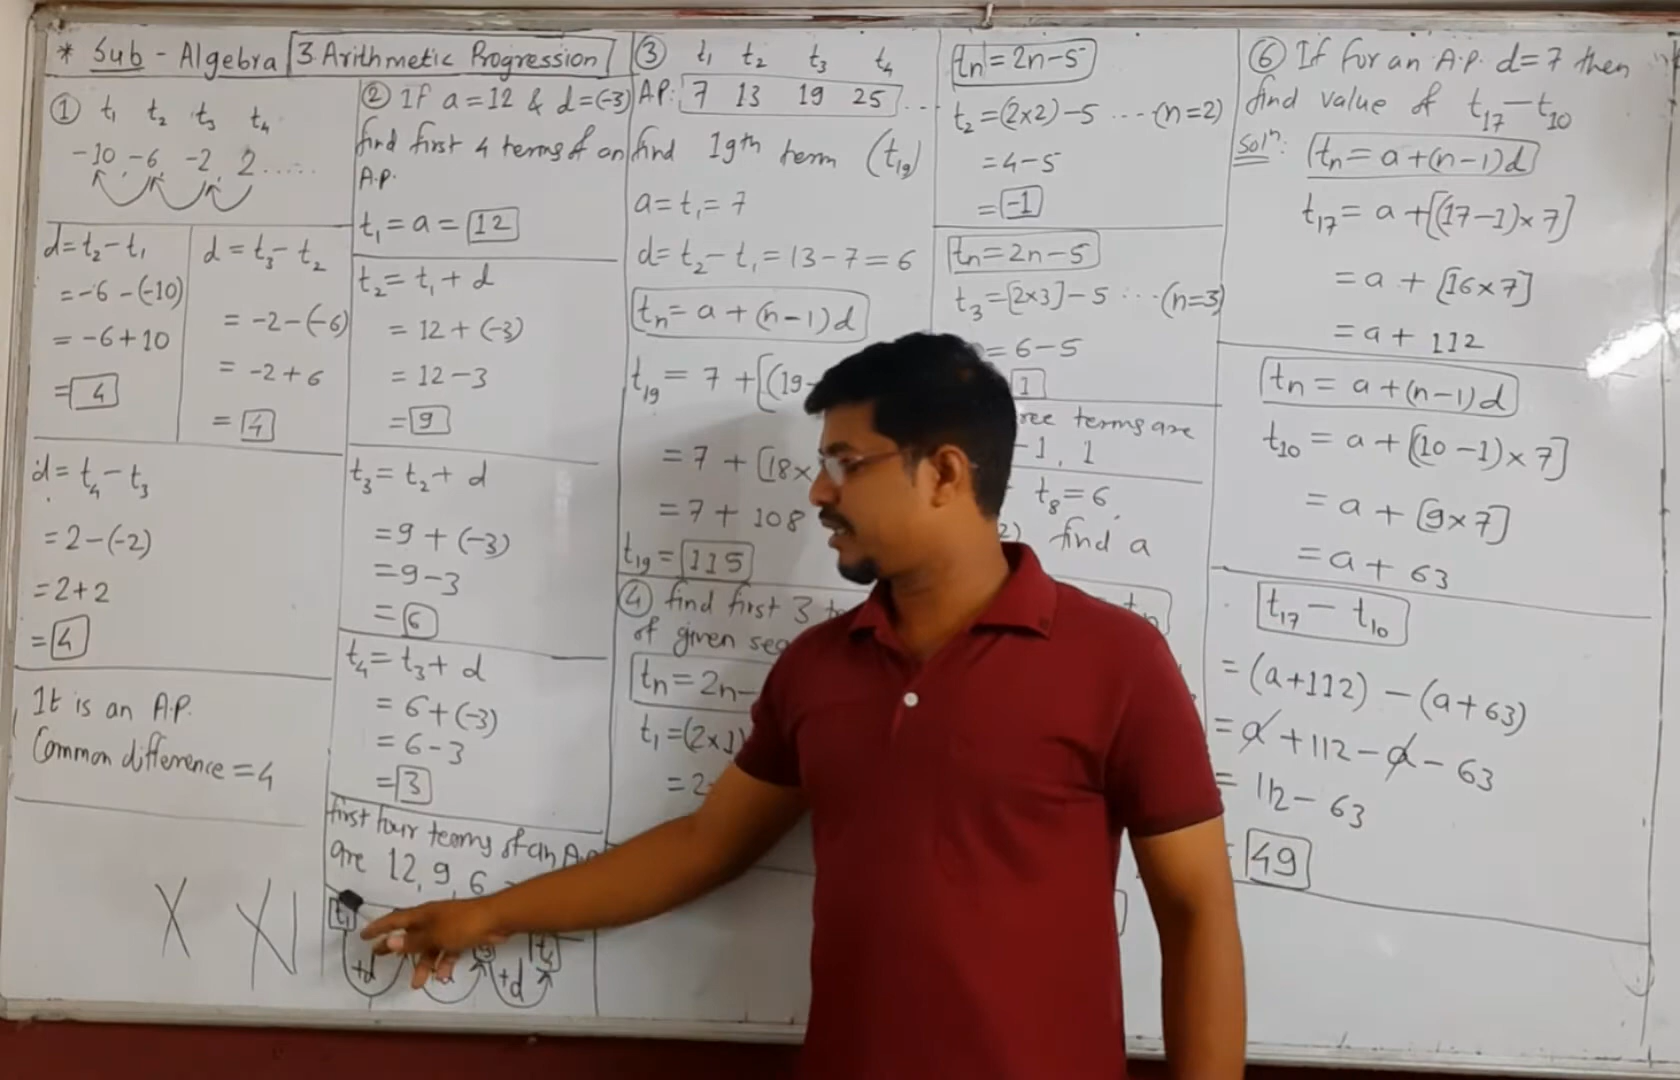 * Sub - Algebra 3. Arithmetic Progression
① t₁ t₂ t₃ t₄
-10, -6, -2, 2 .....
d = t₂ - t₁
= -6 - (-10)
= -6 + 10
= 4
d = t₃ - t₂
= -2 - (-6)
= -2 + 6
= 4
d = t₄ - t₃
= 2 - (-2)
= 2 + 2
= 4
It is an A.P.
Common difference = 4
② If a = 12 & d = (-3)
find first 4 terms of an
A.P.
t₁ = a = 12
t₂ = t₁ + d
= 12 + (-3)
= 12 - 3
= 9
t₃ = t₂ + d
= 9 + (-3)
= 9 - 3
= 6
t₄ = t₃ + d
= 6 + (-3)
= 6 - 3
= 3
first four terms of an A.P
are 12, 9, 6
t₁
+d +d
③ t₁ t₂ t₃ t₄
A.P: 7 13 19 25 ...
find 19th term (t₁₉)
a = t₁ = 7
d = t₂ - t₁ = 13 - 7 = 6
tn = a + (n-1)d
t₁₉ = 7 + [(19-
= 7 + [18×
= 7 + 108
t₁₉ = 115
④ find first 3
of given
tn = 2n-
t₁ = (2×1)
= 2
tn = 2n-5
t₂ = (2×2) - 5 ... (n=2)
= 4 - 5
= -1
tn = 2n-5
t₃ = [2×3] - 5 ... (n=3)
= 6 - 5
1
terms are
-1, 1
t₈ = 6,
find a
tn
⑥ If for an A.P. d = 7 then
find value of t₁₇ - t₁₀
Solⁿ: tn = a + (n-1)d
t₁₇ = a + [(17-1) × 7]
= a + [16×7]
= a + 112
tn = a + (n-1)d
t₁₀ = a + [(10-1) × 7]
= a + [9×7]
= a + 63
t₁₇ - t₁₀
= (a+112) - (a+63)
= a + 112 - a - 63
= 112 - 63
49